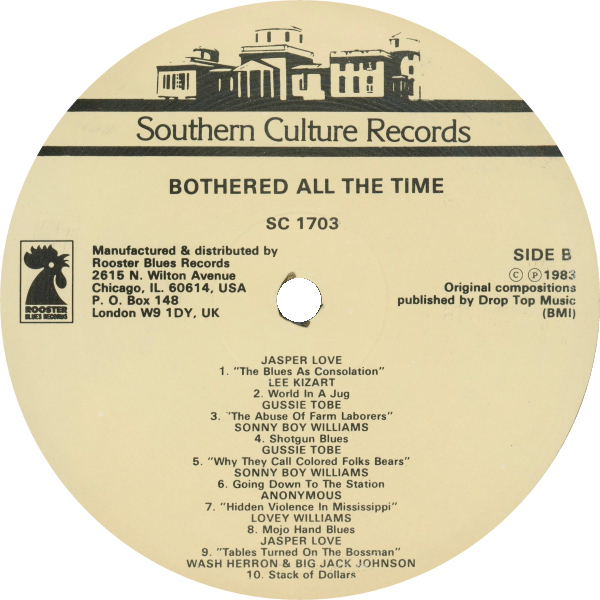 Southern Culture Records
BOTHERED ALL THE TIME
SC 1703
ROOSTER
BLUES RECORDS
Manufactured & distributed by
Rooster Blues Records
2615 N. Wilton Avenue
Chicago, IL. 60614, USA
P. O. Box 148
London W9 1DY, UK
SIDE B
© ℗ 1983
Original compositions
published by Drop Top Music
(BMI)
JASPER LOVE
1. "The Blues As Consolation"
LEE KIZART
2. World In A Jug
GUSSIE TOBE
3. "The Abuse Of Farm Laborers"
SONNY BOY WILLIAMS
4. Shotgun Blues
GUSSIE TOBE
5. "Why They Call Colored Folks Bears"
SONNY BOY WILLIAMS
6. Going Down To The Station
ANONYMOUS
7. "Hidden Violence In Mississippi"
LOVEY WILLIAMS
8. Mojo Hand Blues
JASPER LOVE
9. "Tables Turned On The Bossman"
WASH HERRON & BIG JACK JOHNSON
10. Stack of Dollars